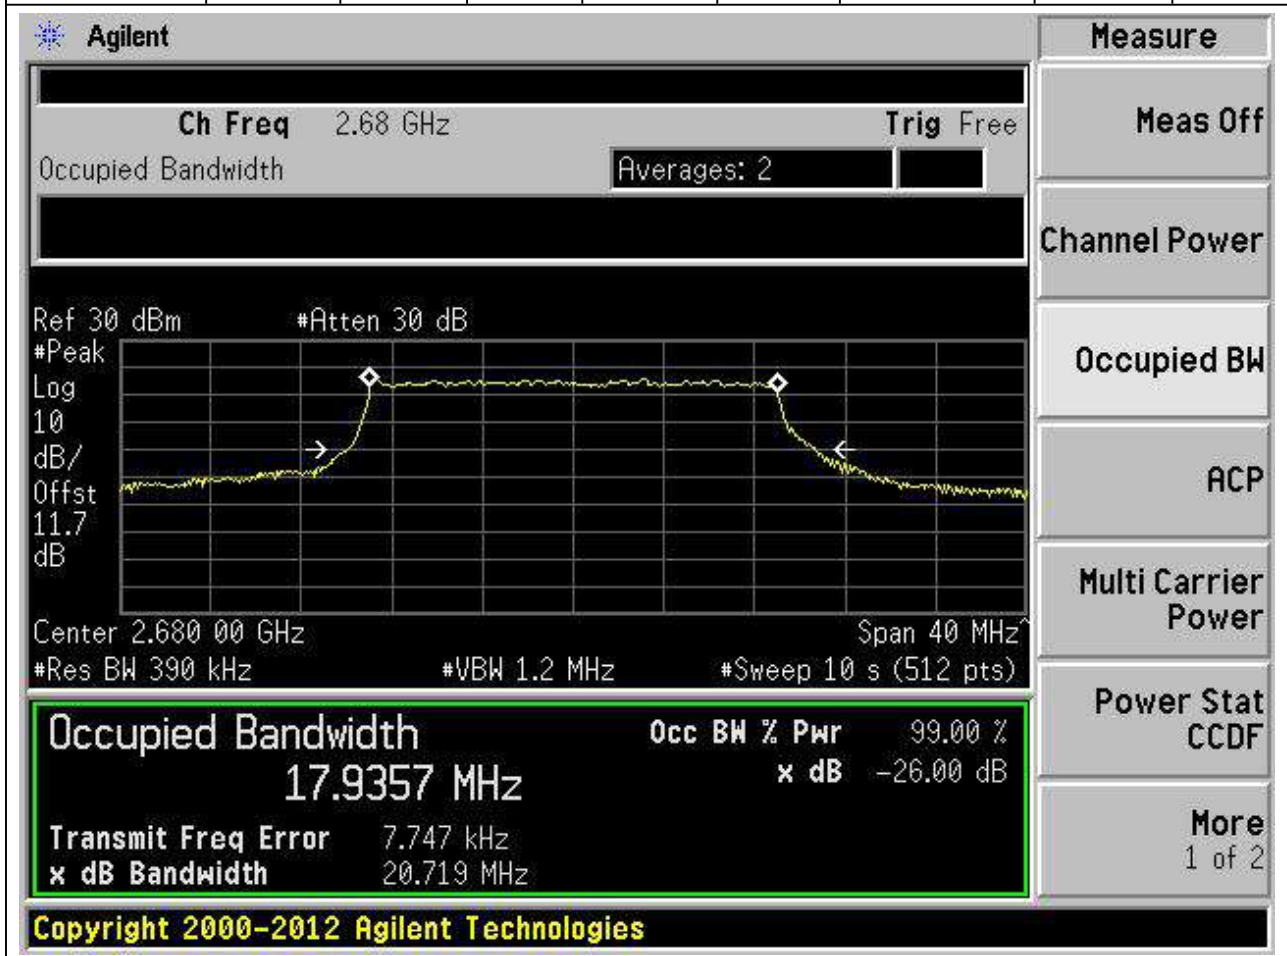 Agilent
Measure
Ch Freq 2.68 GHz Trig Free
Meas Off
Occupied Bandwidth Averages: 2
Channel Power
Ref 30 dBm #Atten 30 dB
#Peak
Log
10
dB/
Offst
11.7
dB
Occupied BW
ACP
Center 2.680 00 GHz Span 40 MHz^
#Res BW 390 kHz #VBW 1.2 MHz #Sweep 10 s (512 pts)
Multi Carrier
Power
Occupied Bandwidth Occ BW % Pwr 99.00 %
17.9357 MHz x dB -26.00 dB
Power Stat
CCDF
Transmit Freq Error 7.747 kHz
x dB Bandwidth 20.719 MHz
More
1 of 2
Copyright 2000-2012 Agilent Technologies